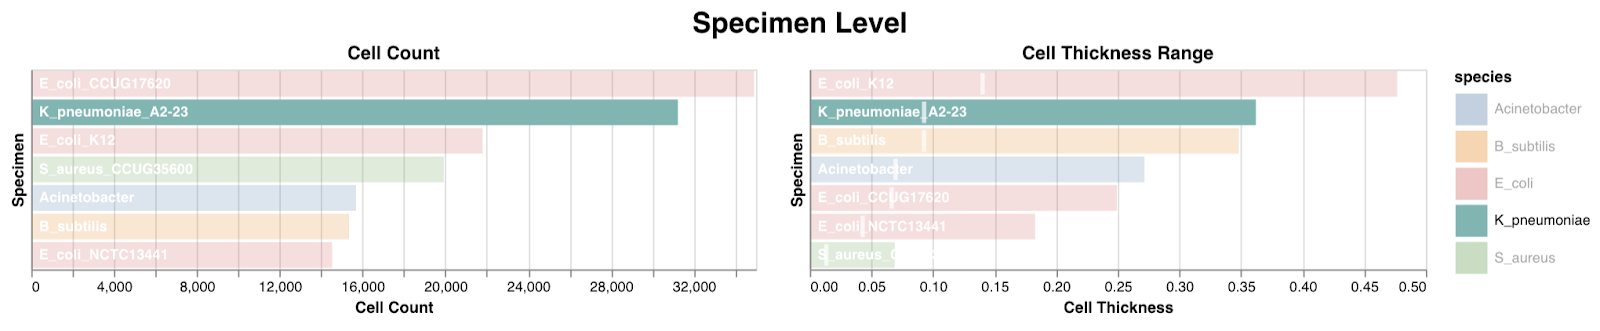 Specimen Level
Cell Count
Specimen
E_coli_CCUG17620
K_pneumoniae_A2-23
E_coli_K12
S_aureus_CCUG35600
Acinetobacter
B_subtilis
E_coli_NCTC13441
0 4,000 8,000 12,000 16,000 20,000 24,000 28,000 32,000
Cell Count
Cell Thickness Range
Specimen
E_coli_K12
K_pneumoniae_A2-23
B_subtilis
Acinetobacter
E_coli_CCUG17620
E_coli_NCTC13441
S_aureus_
0.00 0.05 0.10 0.15 0.20 0.25 0.30 0.35 0.40 0.45 0.50
Cell Thickness
species
Acinetobacter
B_subtilis
E_coli
K_pneumoniae
S_aureus